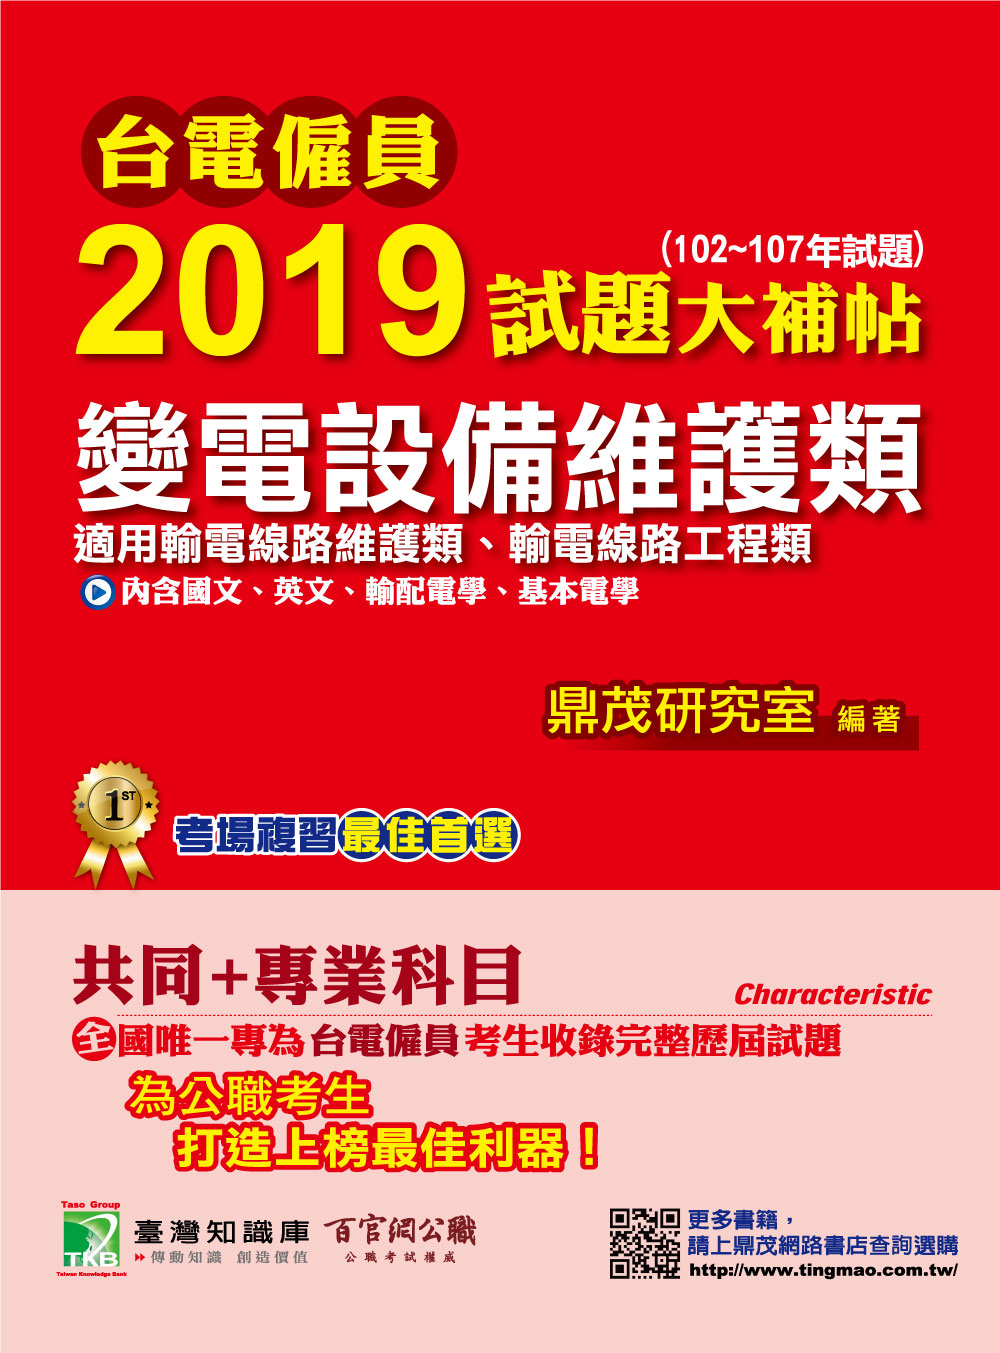 台電僱員
2019試題大補帖
(102~107年試題)
變電設備維護類
適用輸電線路維護類、輸電線路工程類
內含國文、英文、輸配電學、基本電學
鼎茂研究室 編著
1ST
考場複習最佳首選
共同+專業科目
Characteristic
全國唯一專為台電僱員考生收錄完整歷屆試題
為公職考生
打造上榜最佳利器！
Taso Group
TKB
Taiwan Knowledge Bank
臺灣知識庫
傳動知識 創造價值
百官網公職
公職考試權威
更多書籍，
請上鼎茂網路書店查詢選購
http://www.tingmao.com.tw/